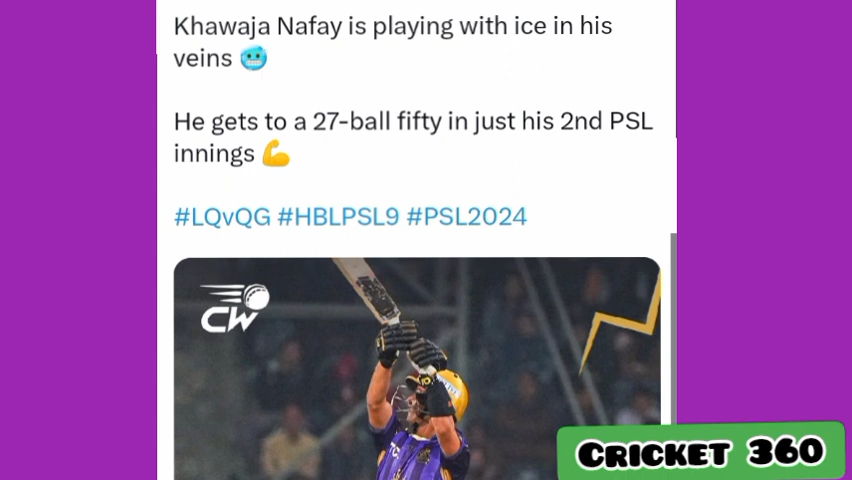 Khawaja Nafay is playing with ice in his
veins 🥶
He gets to a 27-ball fifty in just his 2nd PSL
innings 💪
#LQvQG #HBLPSL9 #PSL2024
CW
CRICKET 360